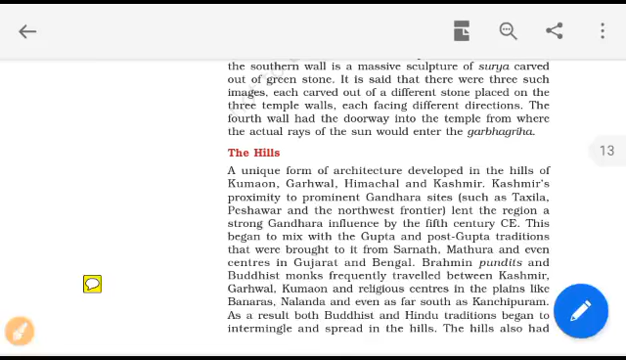 the southern wall is a massive sculpture of surya carved
out of green stone. It is said that there were three such
images, each carved out of a different stone placed on the
three temple walls, each facing different directions. The
fourth wall had the doorway into the temple from where
the actual rays of the sun would enter the garbhagriha.
13
The Hills
A unique form of architecture developed in the hills of
Kumaon, Garhwal, Himachal and Kashmir. Kashmir's
proximity to prominent Gandhara sites (such as Taxila,
Peshawar and the northwest frontier) lent the region a
strong Gandhara influence by the fifth century CE. This
began to mix with the Gupta and post-Gupta traditions
that were brought to it from Sarnath, Mathura and even
centres in Gujarat and Bengal. Brahmin pundits and
Buddhist monks frequently travelled between Kashmir,
Garhwal, Kumaon and religious centres in the plains like
Banaras, Nalanda and even as far south as Kanchipuram.
As a result both Buddhist and Hindu traditions began to
intermingle and spread in the hills. The hills also had